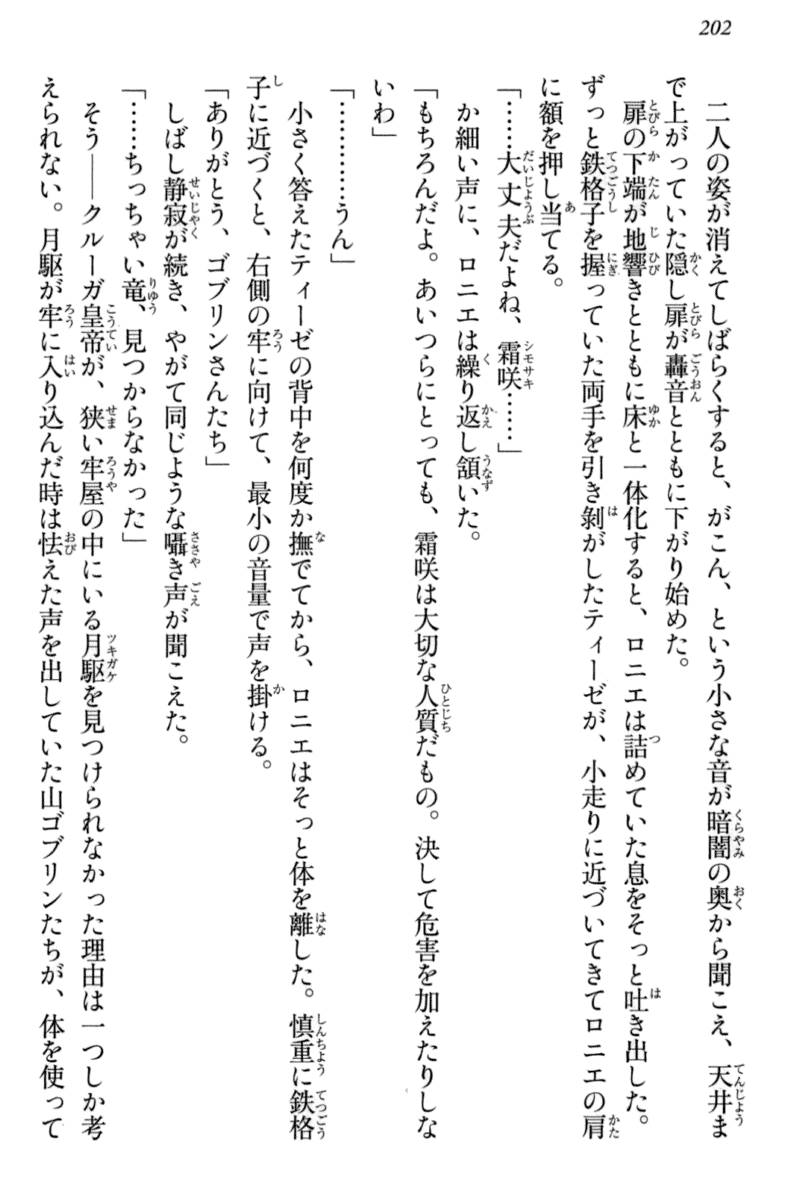 202
二人の姿が消えてしばらくすると、がこん、という小さな音が暗闇の奥から聞こえ、天井ま
で上がっていた隠し扉が轟音とともに下がり始めた。
扉の下端が地響きとともに床と一体化すると、ロニエは詰めていた息をそっと吐き出した。
ずっと鉄格子を握っていた両手を引き剝がしたティーゼが、小走りに近づいてきてロニエの肩
に額を押し当てる。
「……大丈夫だよね、霜咲……」
か細い声に、ロニエは繰り返し頷いた。
「もちろんだよ。あいつらにとっても、霜咲は大切な人質だもの。決して危害を加えたりしな
いわ」
「…………うん」
小さく答えたティーゼの背中を何度か撫でてから、ロニエはそっと体を離した。慎重に鉄格
子に近づくと、右側の牢に向けて、最小の音量で声を掛ける。
「ありがとう、ゴブリンさんたち」
しばし静寂が続き、やがて同じような囁き声が聞こえた。
「……ちっちゃい竜、見つからなかった」
そう――クルーガ皇帝が、狭い牢屋の中にいる月駆を見つけられなかった理由は一つしか考
えられない。月駆が牢に入り込んだ時は怯えた声を出していた山ゴブリンたちが、体を使って